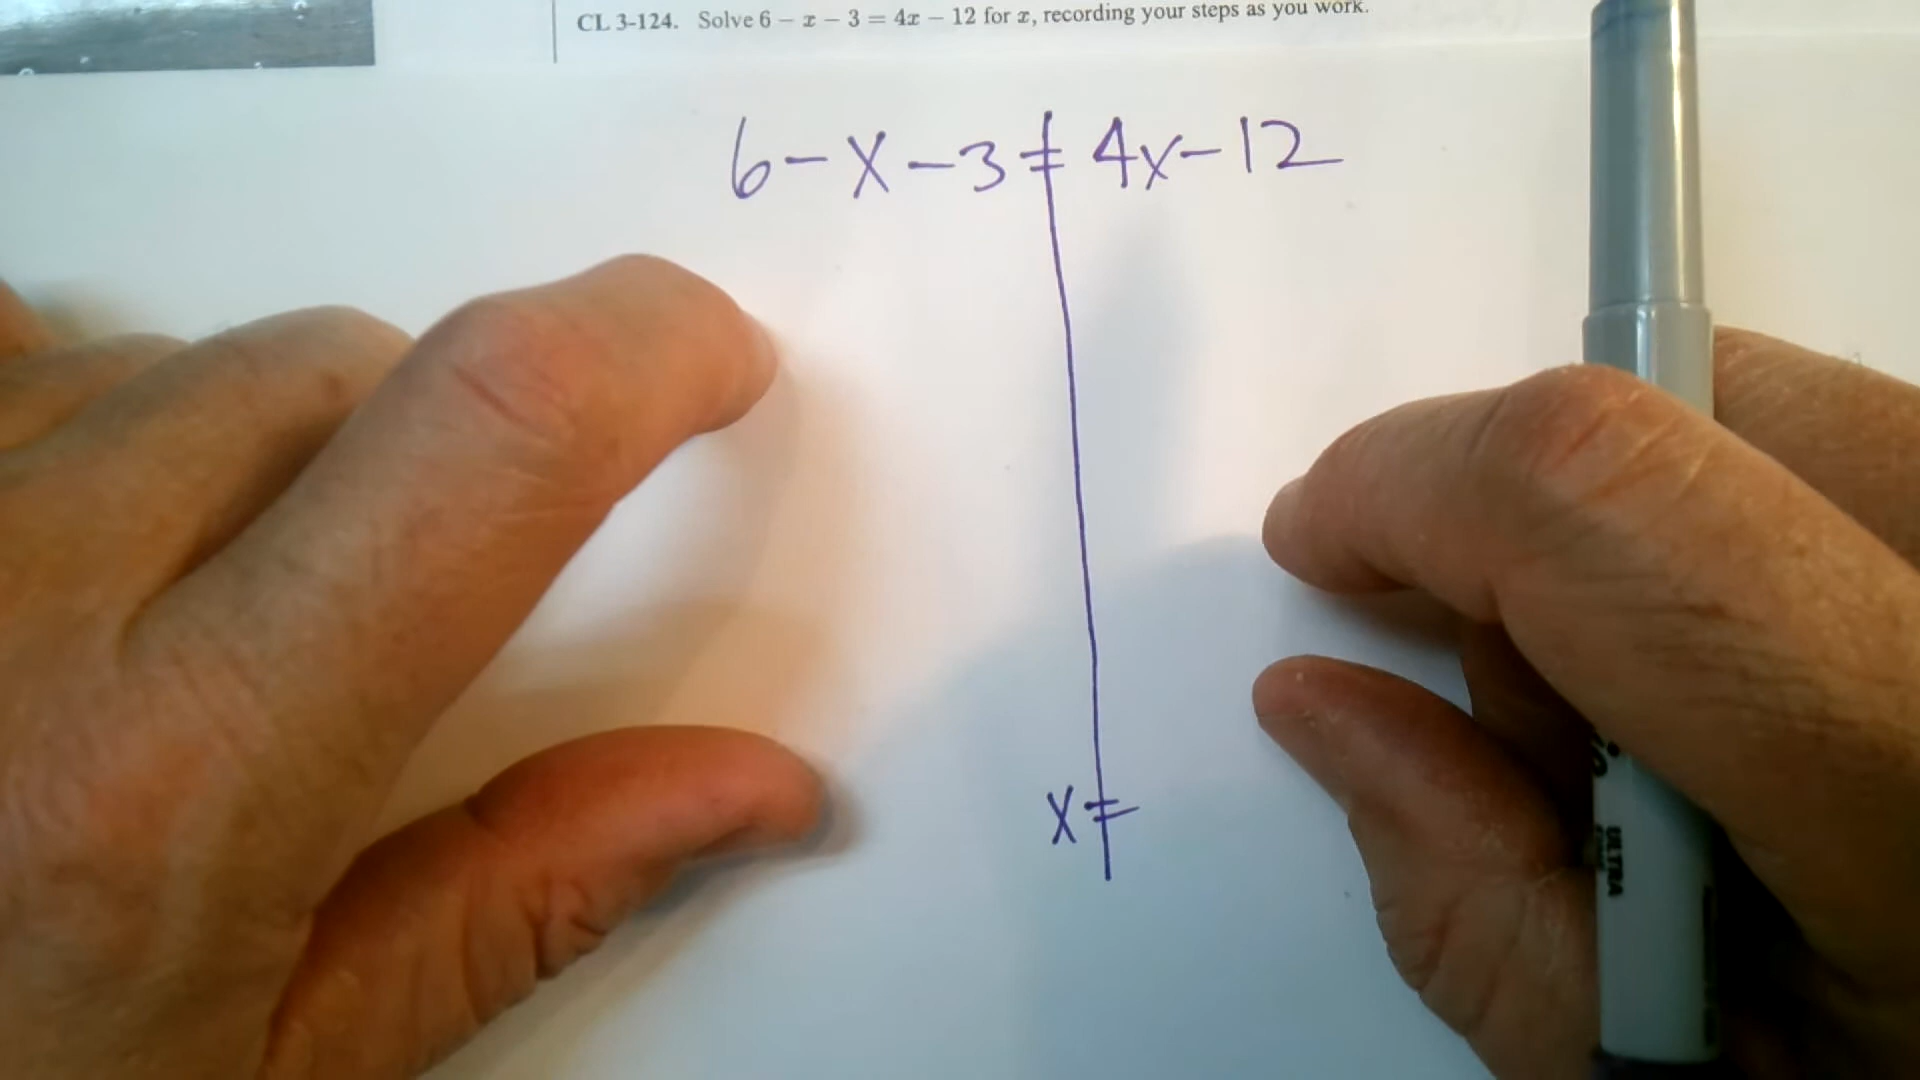 CL 3-124. Solve 6 − x − 3 = 4x − 12 for x, recording your steps as you work.
6 - x - 3 = 4x - 12
x =
ULTRA